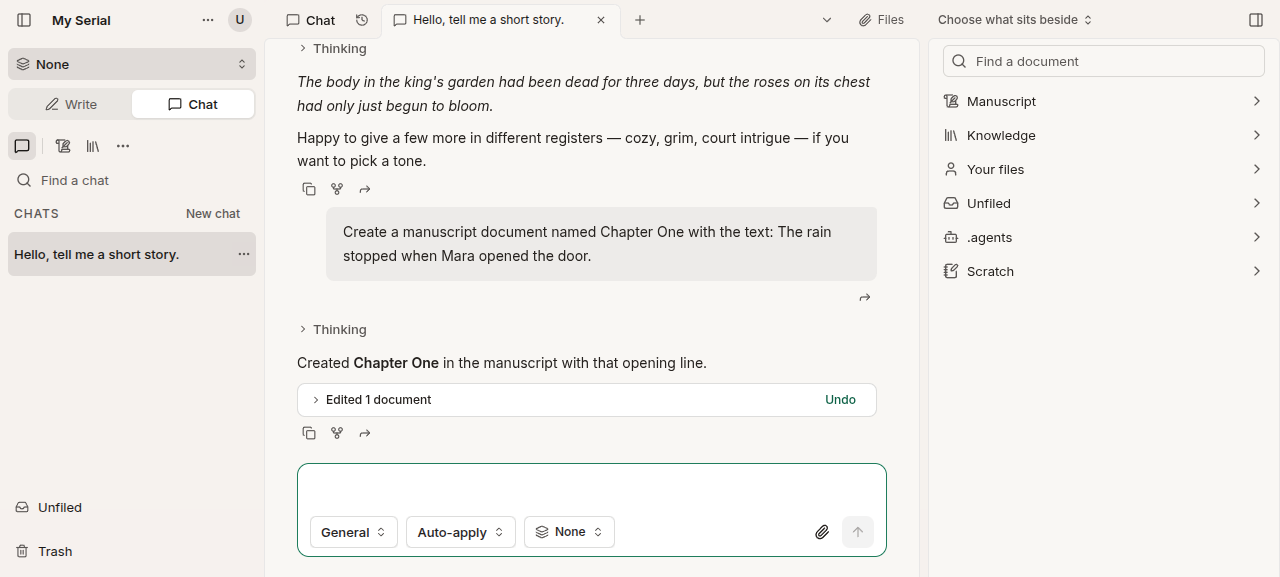 My Serial
U
None
Write
Chat
Find a chat
CHATS
New chat
Hello, tell me a short story.
Unfiled
Trash
Chat
Hello, tell me a short story.
Files
Thinking
The body in the king's garden had been dead for three days, but the roses on its chest
had only just begun to bloom.
Happy to give a few more in different registers — cozy, grim, court intrigue — if you
want to pick a tone.
Create a manuscript document named Chapter One with the text: The rain
stopped when Mara opened the door.
Thinking
Created Chapter One in the manuscript with that opening line.
Edited 1 document
Undo
General
Auto-apply
None
Choose what sits beside
Find a document
Manuscript
Knowledge
Your files
Unfiled
.agents
Scratch